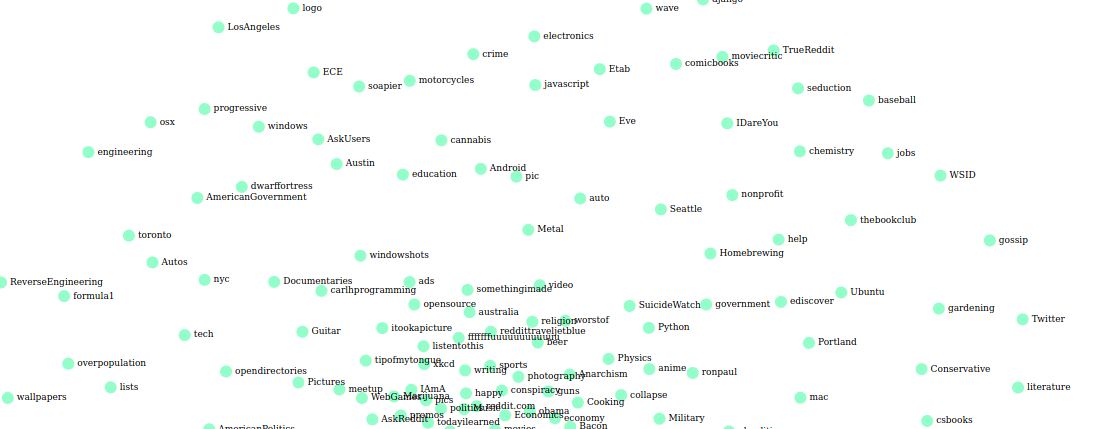 logo
wave
django
LosAngeles
electronics
crime
TrueReddit
moviecritic
comicbooks
Etab
ECE
motorcycles
soapier
javascript
seduction
baseball
progressive
osx
windows
Eve
IDareYou
AskUsers
cannabis
engineering
chemistry
jobs
Austin
Android
education
pic
WSID
dwarffortress
AmericanGovernment
auto
nonprofit
Seattle
thebookclub
Metal
toronto
help
gossip
windowshots
Homebrewing
Autos
nyc
ReverseEngineering
Documentaries
ads
video
carlhprogramming
somethingimade
Ubuntu
formula1
opensource
SuicideWatch
government
ediscover
gardening
australia
religion
worstof
Twitter
itookapicture
Python
tech
Guitar
reddittravelietblue
beer
Portland
listentothis
overpopulation
tipofmytongue
xkcd
sports
Physics
opendirectories
writing
photography
Anarchism
anime
ronpaul
Conservative
Pictures
lists
meetup
IAmA
conspiracy
guns
literature
wallpapers
WebGames
Marijuana
happy
collapse
mac
pics
Cooking
politics
Music
reddit.com
obama
AskReddit
promos
Economics
economy
Military
csbooks
todayilearned
Bacon
movies
AmericanPolitics